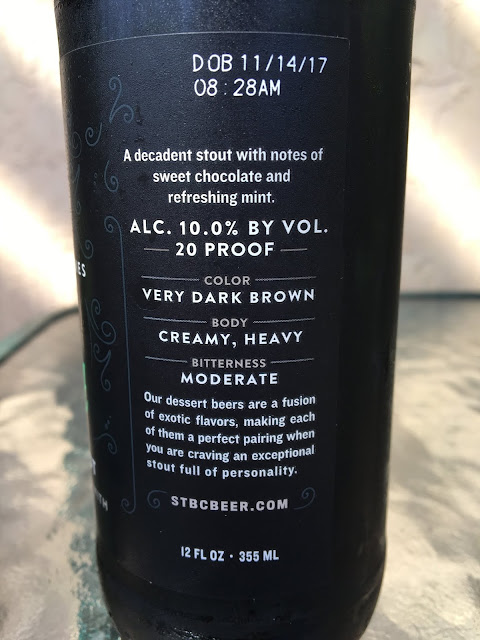 DOB 11/14/17
08:28AM
A decadent stout with notes of
sweet chocolate and
refreshing mint.
ALC. 10.0% BY VOL.
20 PROOF
COLOR
VERY DARK BROWN
BODY
CREAMY, HEAVY
BITTERNESS
MODERATE
Our dessert beers are a fusion
of exotic flavors, making each
of them a perfect pairing when
you are craving an exceptional
stout full of personality.
STBCBEER.COM
12 FL OZ · 355 ML